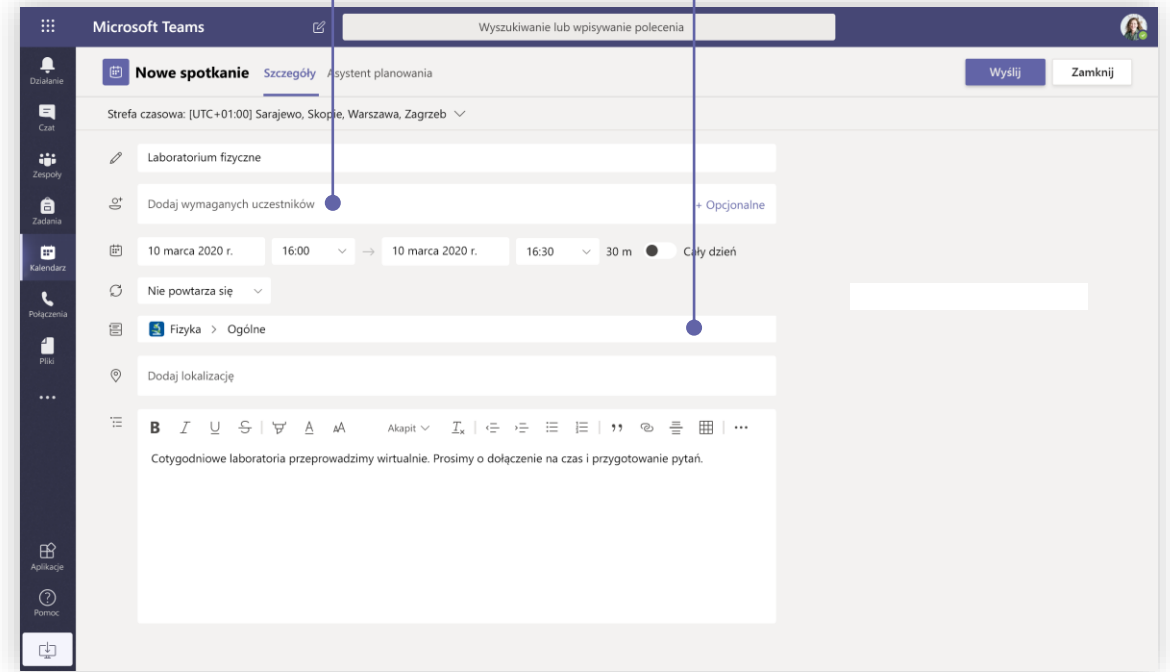 Microsoft Teams
Wyszukiwanie lub wpisywanie polecenia
Działanie
Czat
Zespoły
Zadania
Kalendarz
Połączenia
Pliki
Aplikacje
Pomoc
Nowe spotkanie Szczegóły Asystent planowania
Wyślij Zamknij
Strefa czasowa: [UTC+01:00] Sarajewo, Skopie, Warszawa, Zagrzeb
Laboratorium fizyczne
Dodaj wymaganych uczestników + Opcjonalne
10 marca 2020 r. 16:00 → 10 marca 2020 r. 16:30 30 m Cały dzień
Nie powtarza się
Fizyka > Ogólne
Dodaj lokalizację
B I U S A AA Akapit
Cotygodniowe laboratoria przeprowadzimy wirtualnie. Prosimy o dołączenie na czas i przygotowanie pytań.